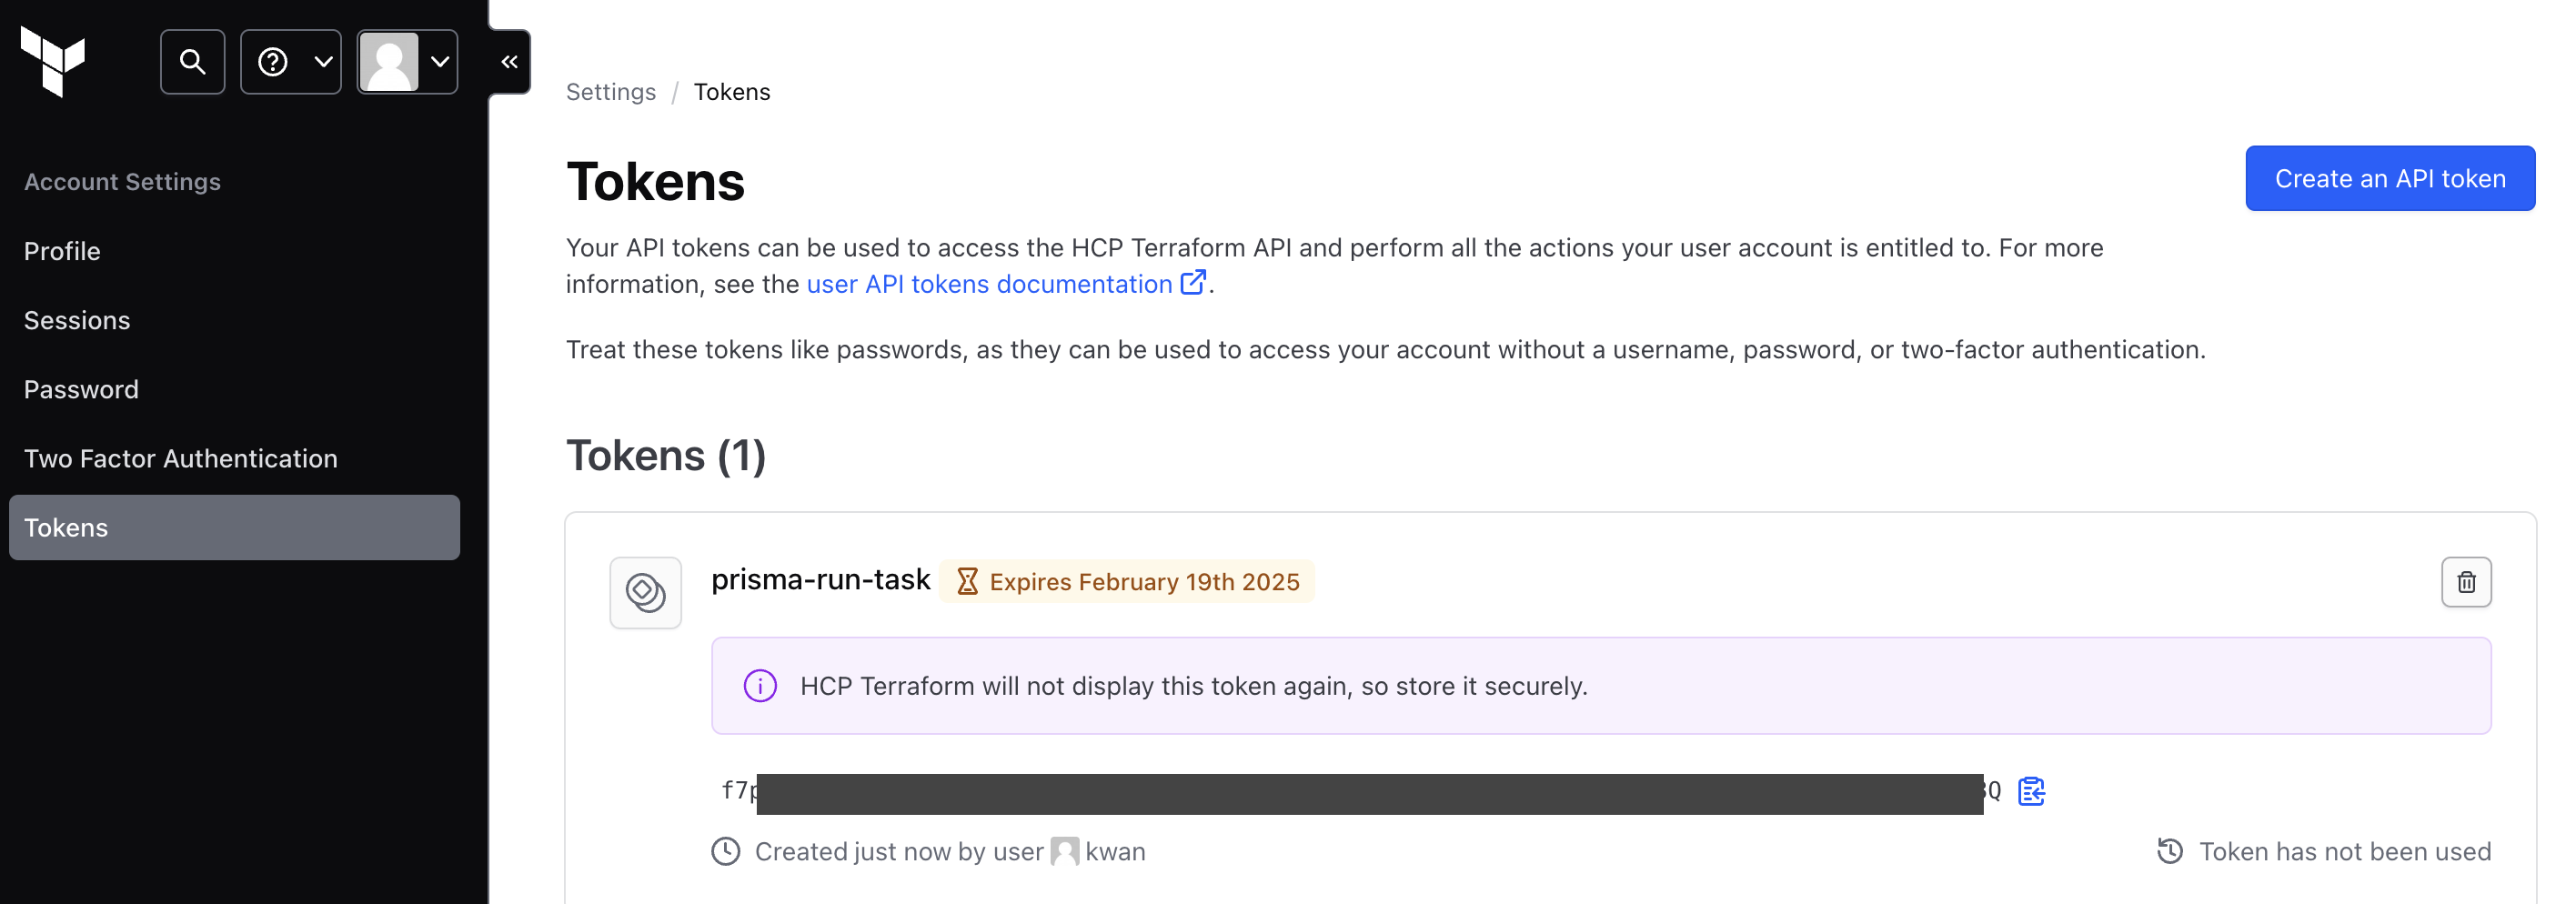 Settings / Tokens
Account Settings
Profile
Sessions
Password
Two Factor Authentication
Tokens
Tokens
Create an API token
Your API tokens can be used to access the HCP Terraform API and perform all the actions your user account is entitled to. For more
information, see the user API tokens documentation.
Treat these tokens like passwords, as they can be used to access your account without a username, password, or two-factor authentication.
Tokens (1)
prisma-run-task Expires February 19th 2025
HCP Terraform will not display this token again, so store it securely.
f7p Q
Created just now by user kwan
Token has not been used